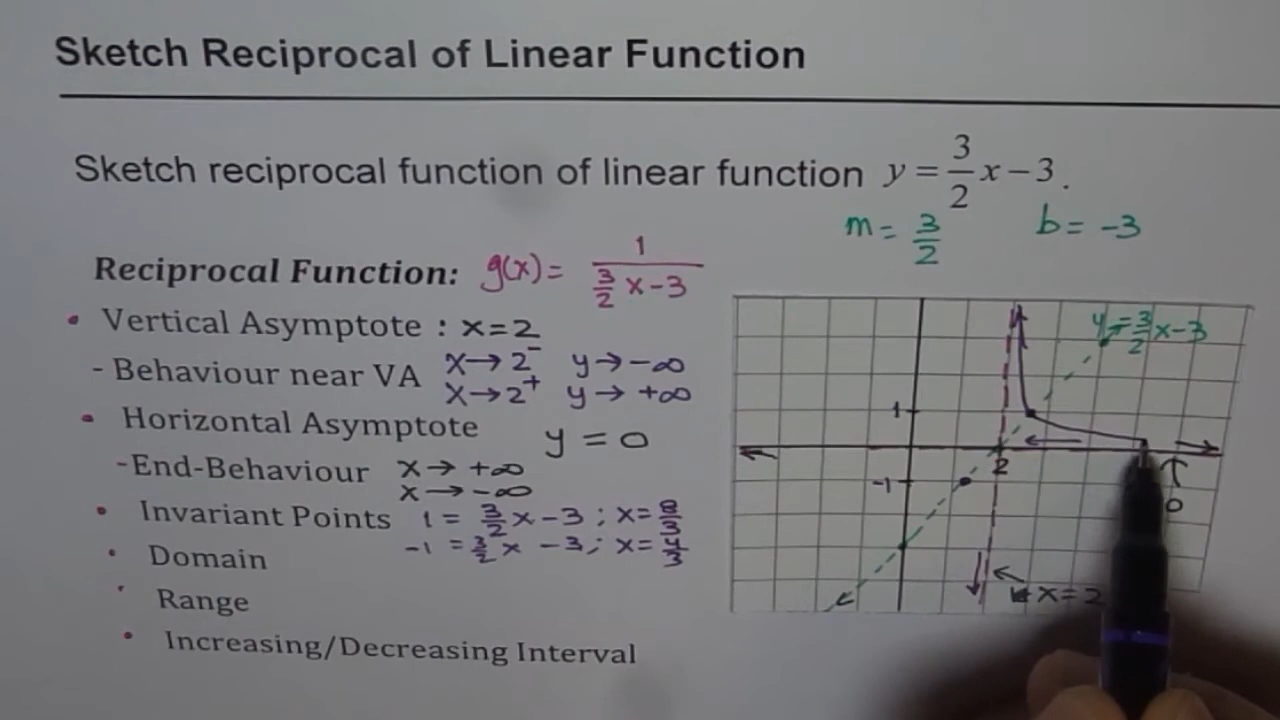 Sketch Reciprocal of Linear Function
Sketch reciprocal function of linear function y = 3/2 x − 3.
m = 3/2 b = −3
Reciprocal Function: g(x) = 1/(3/2 x − 3)
• Vertical Asymptote : x = 2
- Behaviour near VA x → 2⁻ y → −∞
x → 2⁺ y → +∞
• Horizontal Asymptote y = 0
- End-Behaviour x → +∞
x → −∞
• Invariant Points 1 = 3/2 x − 3 ; x = 8/3
−1 = 3/2 x − 3 ; x = 4/3
• Domain
• Range
• Increasing/Decreasing Interval
y = 3/2 x − 3
1
2
-1
0
x = 2